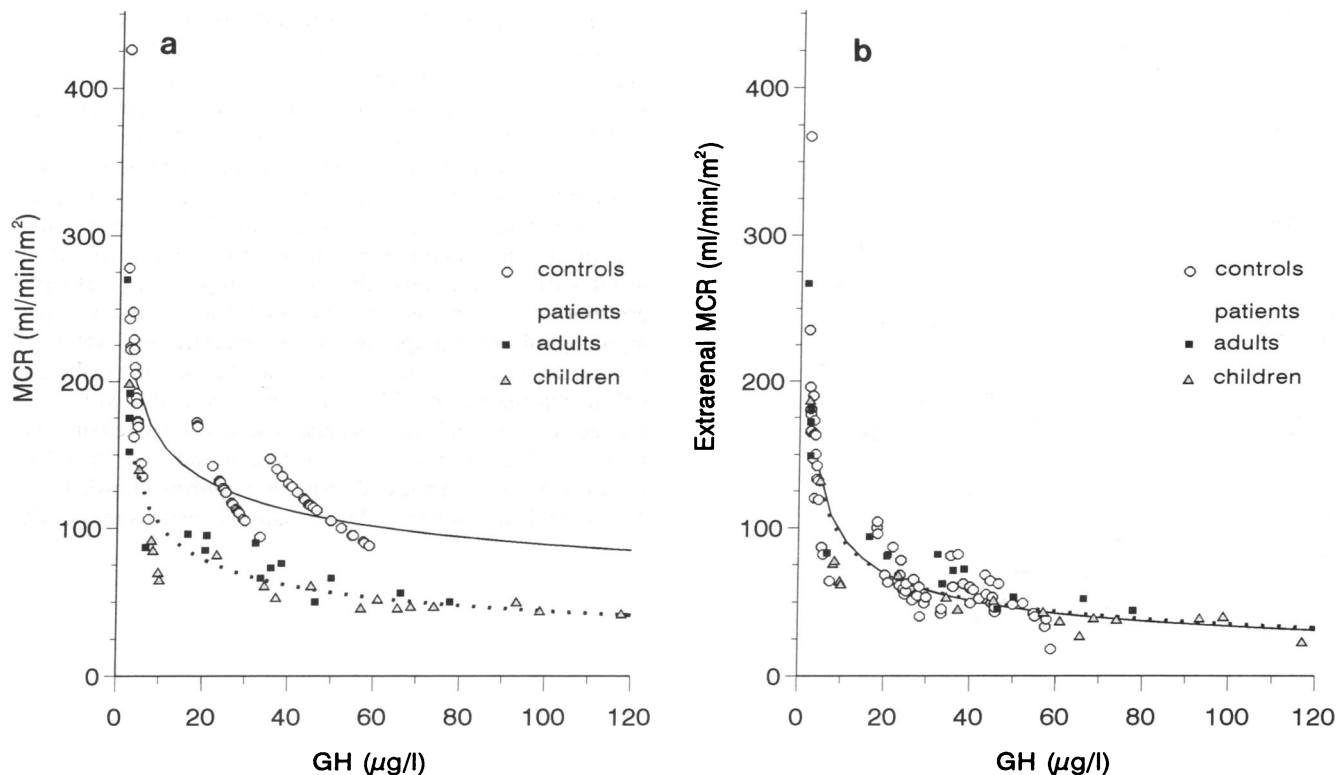 a
400
300
200
100
0
MCR (ml/min/m²)
controls
patients
adults
children
0 20 40 60 80 100 120
GH (µg/l)
b
400
300
200
100
0
Extrarenal MCR (ml/min/m²)
controls
patients
adults
children
0 20 40 60 80 100 120
GH (µg/l)